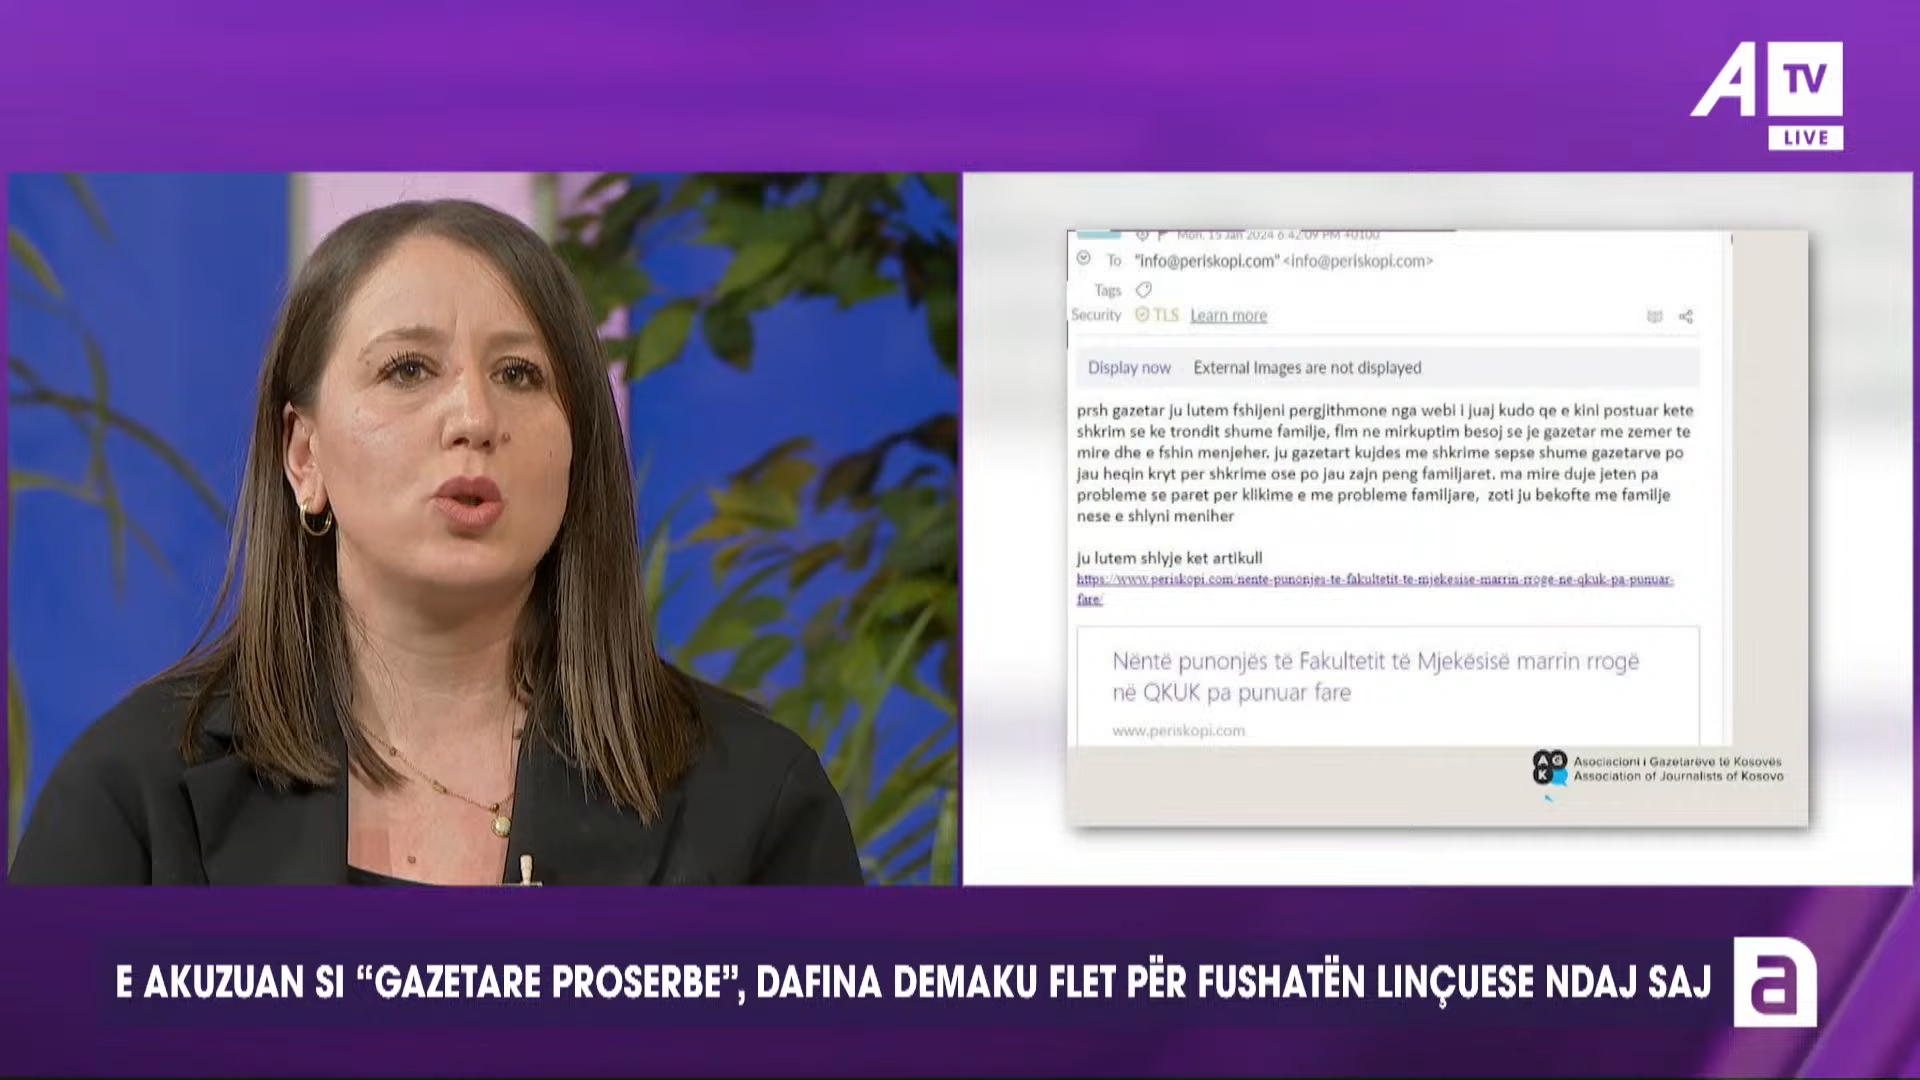 A TV
LIVE
Mon, 15 Jan 2024 6:42:09 PM +0100
To "info@periskopi.com" <info@periskopi.com>
Tags
Security TLS Learn more
Display now External Images are not displayed
prsh gazetar ju lutem fshijeni pergjithmone nga webi i juaj kudo qe e kini postuar kete
shkrim se ke trondit shume familje, flm ne mirkuptim besoj se je gazetar me zemer te
mire dhe e fshin menjeher. ju gazetart kujdes me shkrime sepse shume gazetarve po
jau heqin kryt per shkrime ose po jau zajn peng familjaret. ma mire duje jeten pa
probleme se paret per klikime e me probleme familjare, zoti ju bekofte me familje
nese e shlyni meniher
ju lutem shlyje ket artikull
https://www.periskopi.com/nente-punonjes-te-fakultetit-te-mjekesise-marrin-rroge-ne-qkuk-pa-punuar-
fare/
Nëntë punonjës të Fakultetit të Mjekësisë marrin rrogë
në QKUK pa punuar fare
www.periskopi.com
AGK
Asociacioni i Gazetarëve të Kosovës
Association of Journalists of Kosovo
E AKUZUAN SI “GAZETARE PROSERBE”, DAFINA DEMAKU FLET PËR FUSHATËN LINÇUESE NDAJ SAJ
a